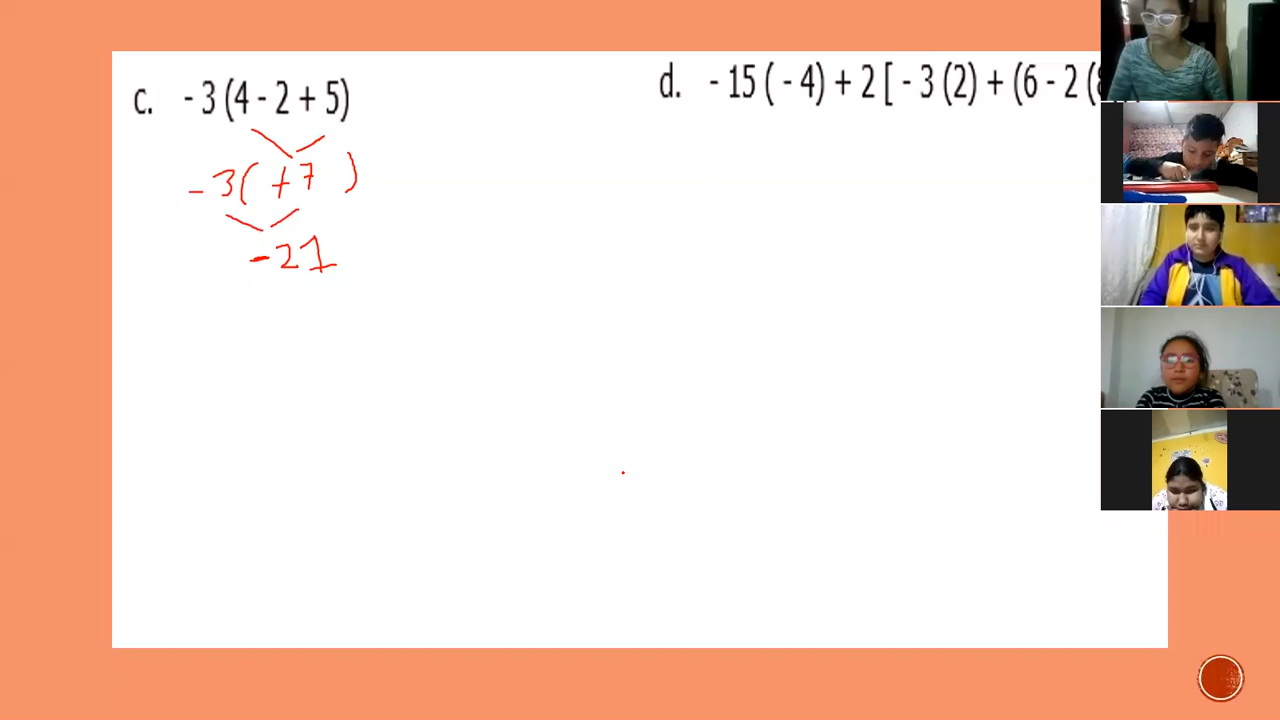 c. - 3 (4 - 2 + 5)
- 3 ( + 7 )
- 21
d. - 15 ( - 4) + 2 [ - 3 (2) + (6 - 2 (